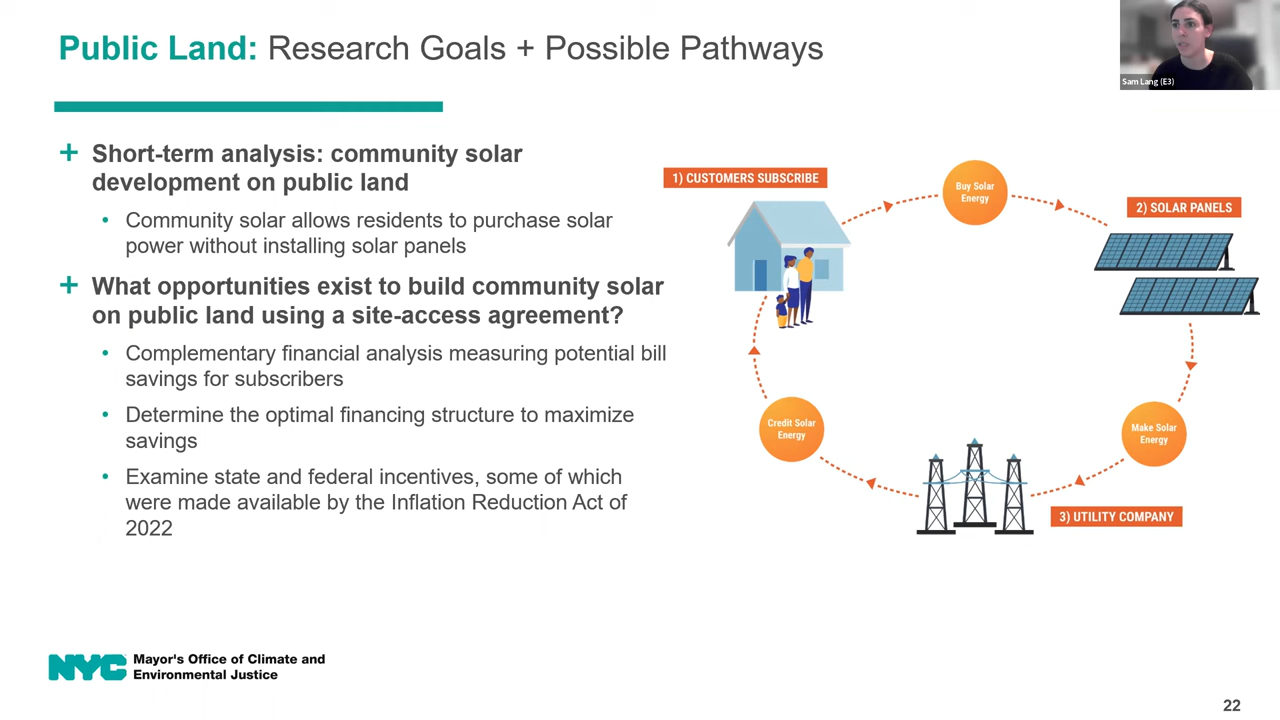 Public Land: Research Goals + Possible Pathways
Sam Lang (E3)
+ Short-term analysis: community solar
development on public land
• Community solar allows residents to purchase solar
power without installing solar panels
+ What opportunities exist to build community solar
on public land using a site-access agreement?
• Complementary financial analysis measuring potential bill
savings for subscribers
• Determine the optimal financing structure to maximize
savings
• Examine state and federal incentives, some of which
were made available by the Inflation Reduction Act of
2022
1) CUSTOMERS SUBSCRIBE
Buy Solar
Energy
2) SOLAR PANELS
Make Solar
Energy
3) UTILITY COMPANY
Credit Solar
Energy
NYC
Mayor's Office of Climate and
Environmental Justice
22